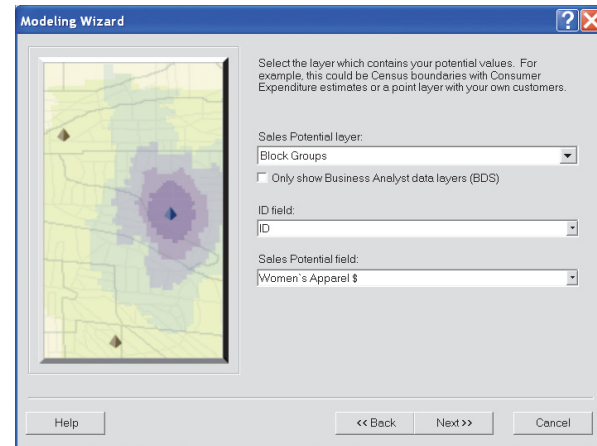 Modeling Wizard
Select the layer which contains your potential values. For
example, this could be Census boundaries with Consumer
Expenditure estimates or a point layer with your own customers.
Sales Potential layer:
Block Groups
Only show Business Analyst data layers (BDS)
ID field:
ID
Sales Potential field:
Women`s Apparel $
Help
<< Back
Next >>
Cancel